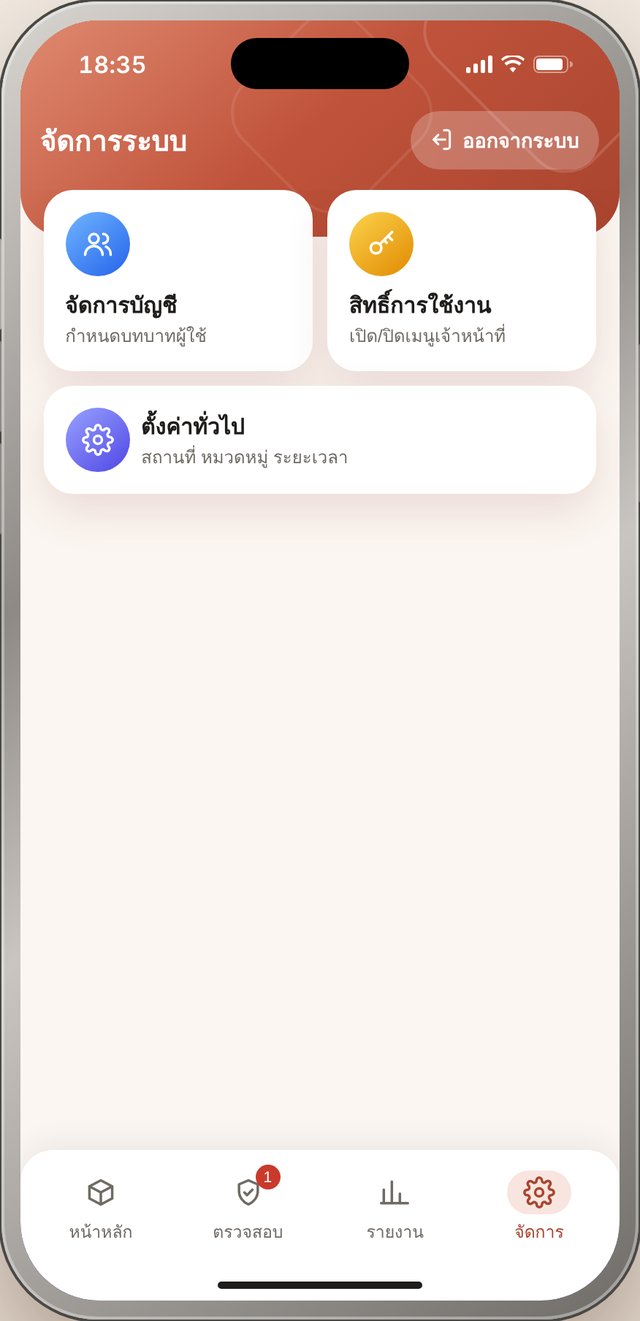 18:35
จัดการระบบ
ออกจากระบบ
จัดการบัญชี
กำหนดบทบาทผู้ใช้
สิทธิ์การใช้งาน
เปิด/ปิดเมนูเจ้าหน้าที่
ตั้งค่าทั่วไป
สถานที่ หมวดหมู่ ระยะเวลา
1
หน้าหลัก
ตรวจสอบ
รายงาน
จัดการ